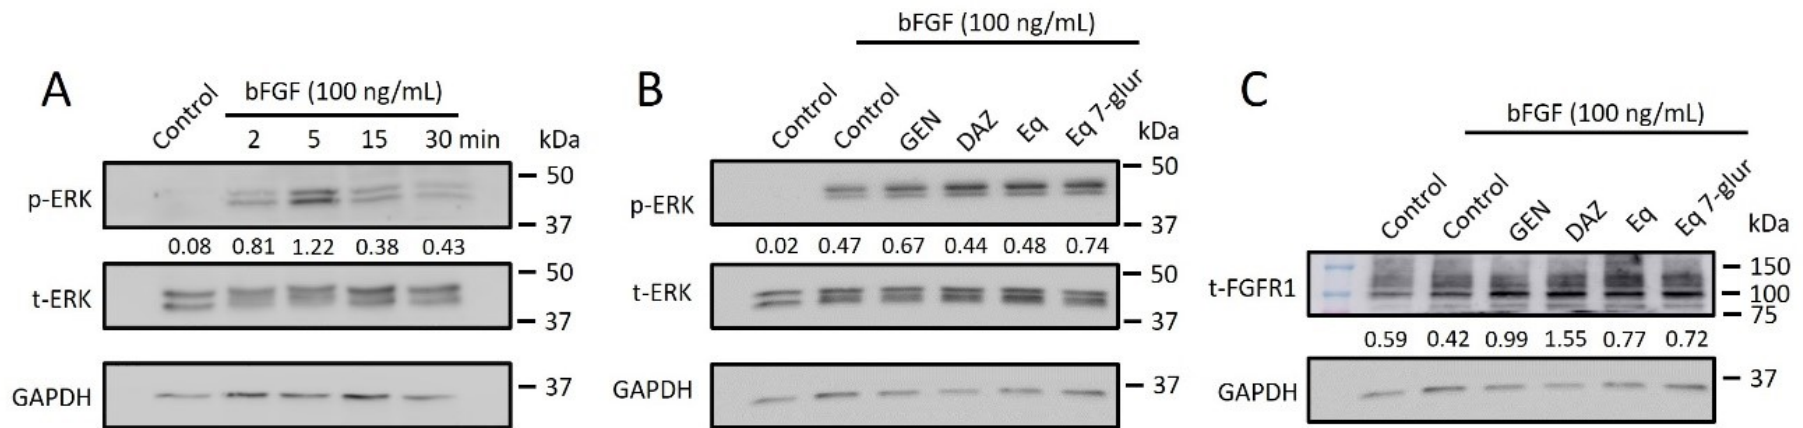 A
Control
bFGF (100 ng/mL)
2 5 15 30 min
kDa
p-ERK
50
37
0.08 0.81 1.22 0.38 0.43
t-ERK
50
37
GAPDH
37
B
bFGF (100 ng/mL)
Control Control GEN DAZ Eq Eq 7-glur
kDa
p-ERK
50
37
0.02 0.47 0.67 0.44 0.48 0.74
t-ERK
50
37
GAPDH
37
C
bFGF (100 ng/mL)
Control Control GEN DAZ Eq Eq 7-glur
kDa
t-FGFR1
150
100
75
0.59 0.42 0.99 1.55 0.77 0.72
GAPDH
37